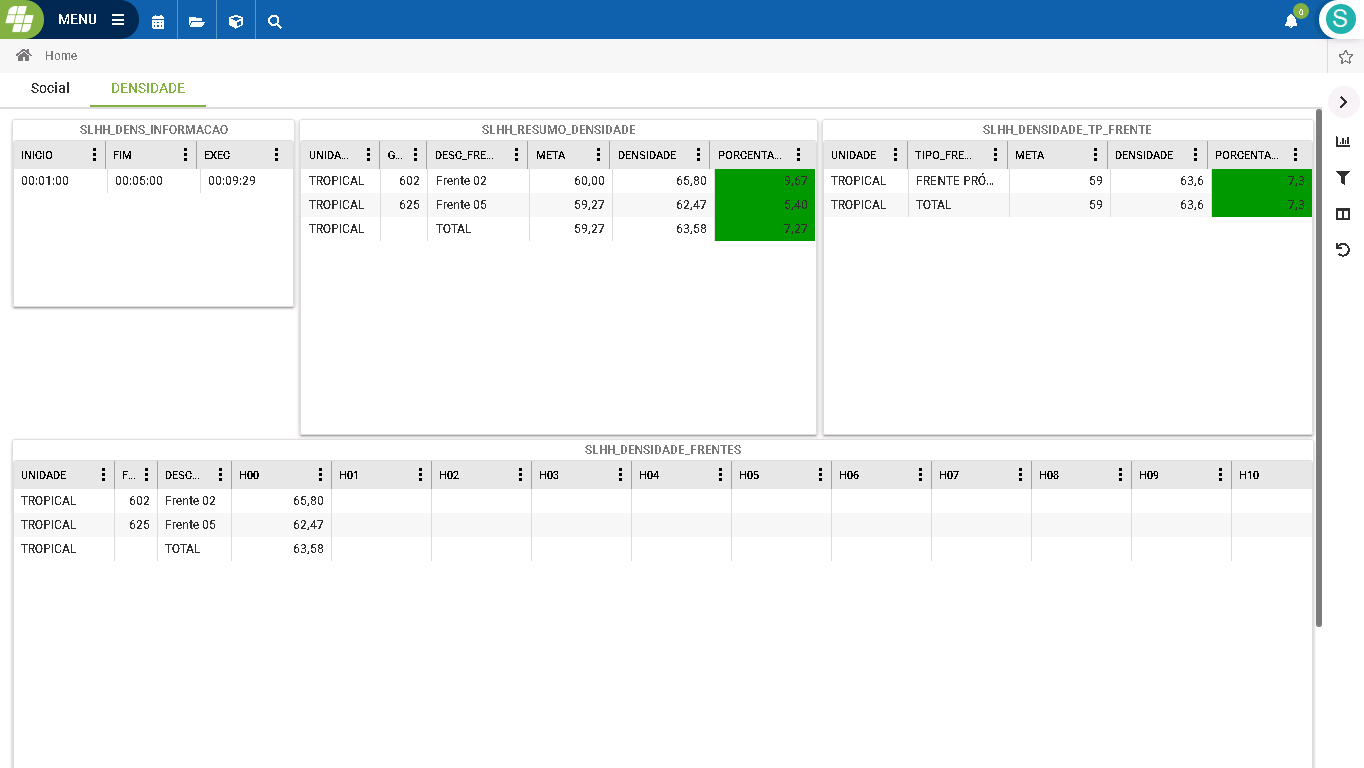 MENU
0
S
Home
Social DENSIDADE
SLHH_DENS_INFORMACAO
INICIO FIM EXEC
00:01:00 00:05:00 00:09:29
SLHH_RESUMO_DENSIDADE
UNIDA... G... DESC_FRE... META DENSIDADE PORCENTA...
TROPICAL 602 Frente 02 60,00 65,80 9,67
TROPICAL 625 Frente 05 59,27 62,47 5,40
TROPICAL TOTAL 59,27 63,58 7,27
SLHH_DENSIDADE_TP_FRENTE
UNIDADE TIPO_FRE... META DENSIDADE PORCENTA...
TROPICAL FRENTE PRÓ... 59 63,6 7,3
TROPICAL TOTAL 59 63,6 7,3
SLHH_DENSIDADE_FRENTES
UNIDADE F... DESC... H00 H01 H02 H03 H04 H05 H06 H07 H08 H09 H10
TROPICAL 602 Frente 02 65,80
TROPICAL 625 Frente 05 62,47
TROPICAL TOTAL 63,58